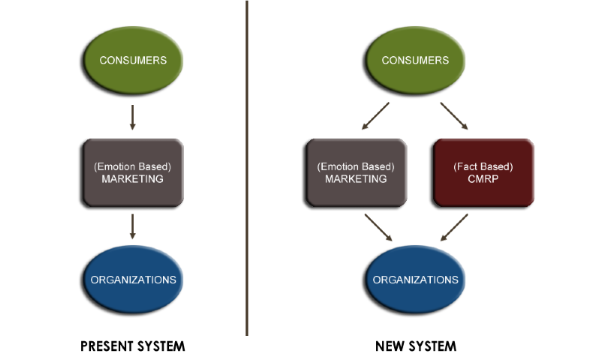 CONSUMERS
(Emotion Based)
MARKETING
ORGANIZATIONS
PRESENT SYSTEM
CONSUMERS
(Emotion Based)
MARKETING
(Fact Based)
CMRP
ORGANIZATIONS
NEW SYSTEM